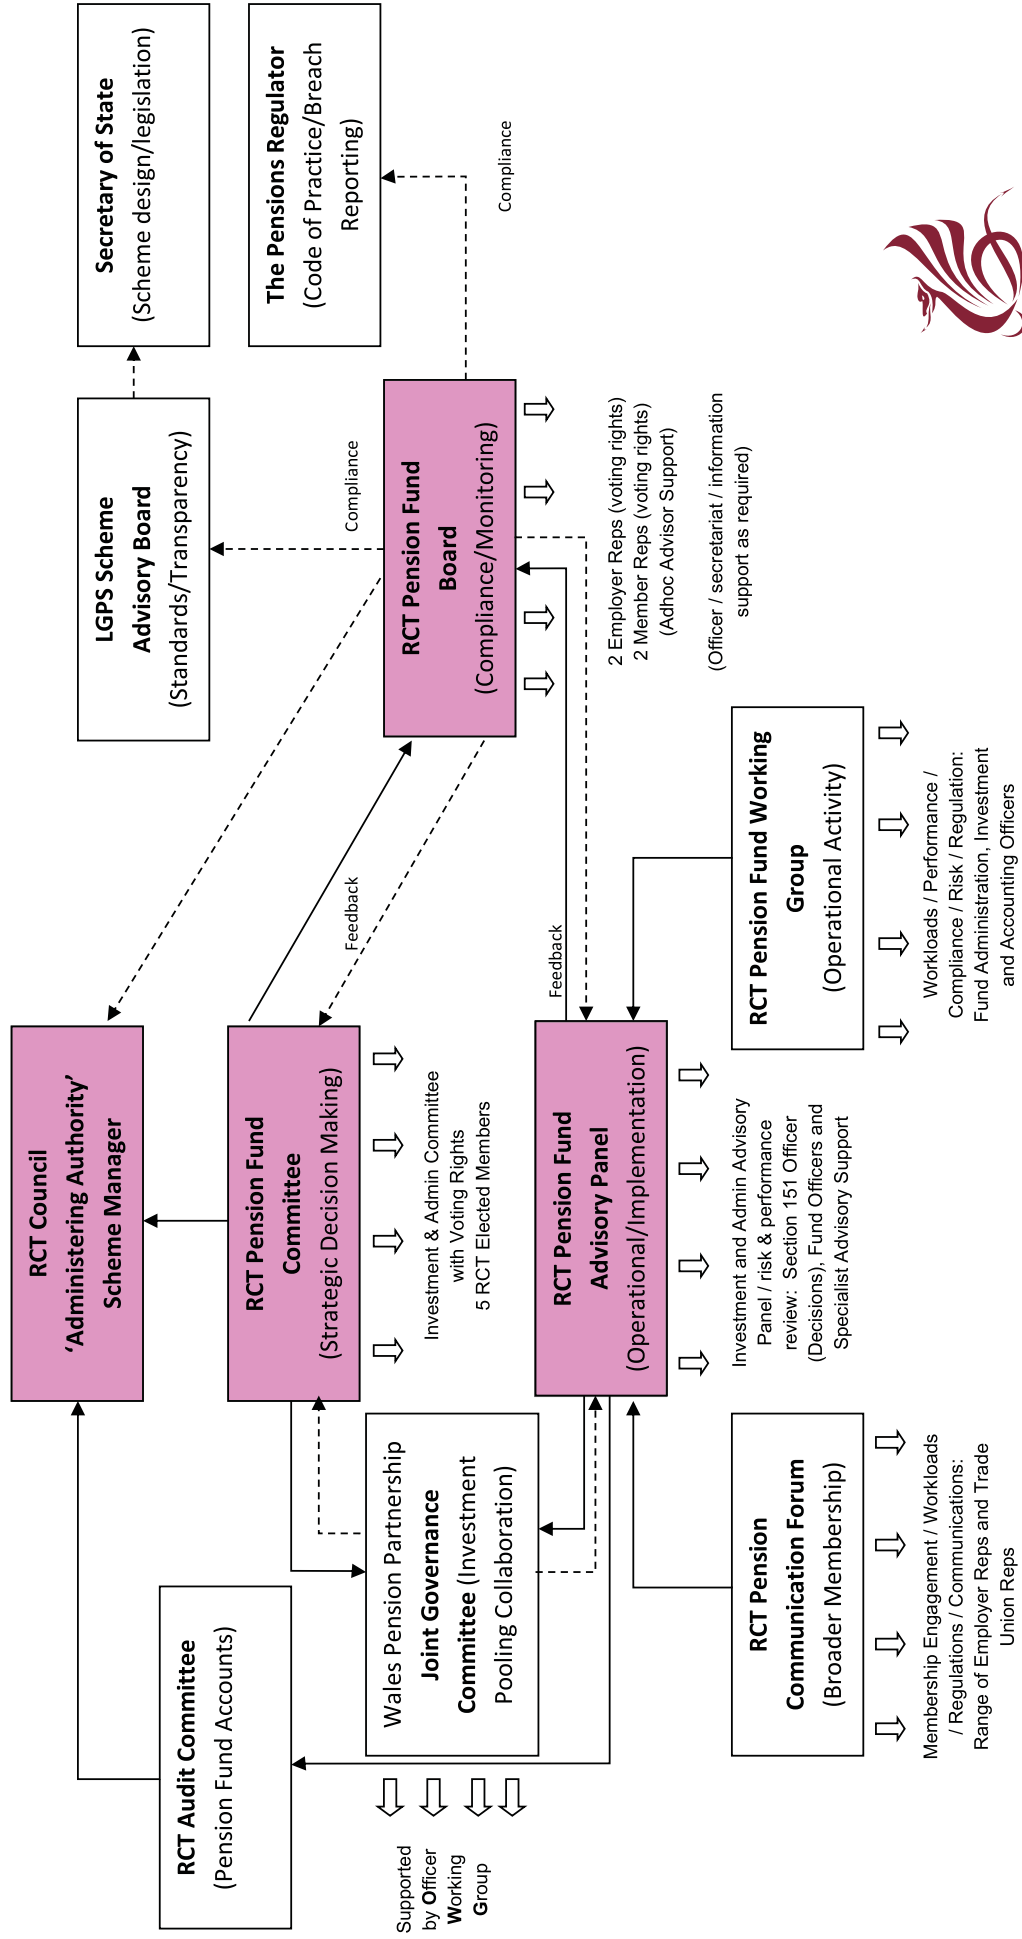 RCT Council
‘Administering Authority’
Scheme Manager
LGPS Scheme
Advisory Board
(Standards/Transparency)
Secretary of State
(Scheme design/legislation)
RCT Audit Committee
(Pension Fund Accounts)
RCT Pension Fund
Committee
(Strategic Decision Making)
The Pensions Regulator
(Code of Practice/Breach
Reporting)
Compliance
Feedback
Investment & Admin Committee
with Voting Rights
5 RCT Elected Members
Wales Pension Partnership
Joint Governance
Committee (Investment
Pooling Collaboration)
Supported
by Officer
Working
Group
RCT Pension Fund
Board
(Compliance/Monitoring)
Compliance
Feedback
RCT Pension Fund
Advisory Panel
(Operational/Implementation)
2 Employer Reps (voting rights)
2 Member Reps (voting rights)
(Adhoc Advisor Support)
(Officer / secretariat / information
support as required)
Investment and Admin Advisory
Panel / risk & performance
review:  Section 151 Officer
(Decisions), Fund Officers and
Specialist Advisory Support
RCT Pension
Communication Forum
(Broader Membership)
RCT Pension Fund Working
Group
(Operational Activity)
Membership Engagement / Workloads
/ Regulations / Communications:
Range of Employer Reps and Trade
Union Reps
Workloads / Performance /
Compliance / Risk / Regulation:
Fund Administration, Investment
and Accounting Officers